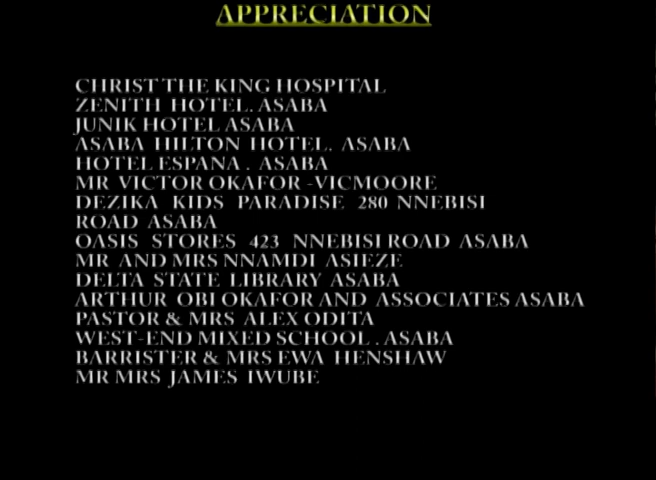 APPRECIATION
CHRIST THE KING HOSPITAL
ZENITH HOTEL. ASABA
JUNIK HOTEL ASABA
ASABA HILTON HOTEL. ASABA
HOTEL ESPANA . ASABA
MR VICTOR OKAFOR -VICMOORE
DEZIKA KIDS PARADISE 280 NNEBISI
ROAD ASABA
OASIS STORES 423 NNEBISI ROAD ASABA
MR AND MRS NNAMDI ASIEZE
DELTA STATE LIBRARY ASABA
ARTHUR OBI OKAFOR AND ASSOCIATES ASABA
PASTOR & MRS ALEX ODITA
WEST-END MIXED SCHOOL . ASABA
BARRISTER & MRS EWA HENSHAW
MR MRS JAMES IWUBE